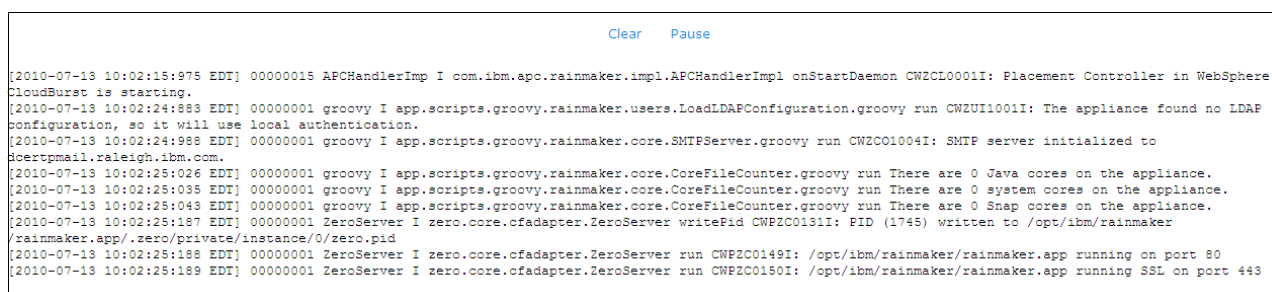 Clear Pause
[2010-07-13 10:02:15:975 EDT] 00000015 APCHandlerImp I com.ibm.apc.rainmaker.impl.APCHandlerImpl onStartDaemon CWZCL0001I: Placement Controller in WebSphere
CloudBurst is starting.
[2010-07-13 10:02:24:883 EDT] 00000001 groovy I app.scripts.groovy.rainmaker.users.LoadLDAPConfiguration.groovy run CWZUI1001I: The appliance found no LDAP
configuration, so it will use local authentication.
[2010-07-13 10:02:24:988 EDT] 00000001 groovy I app.scripts.groovy.rainmaker.core.SMTPServer.groovy run CWZCO1004I: SMTP server initialized to
dcertpmail.raleigh.ibm.com.
[2010-07-13 10:02:25:026 EDT] 00000001 groovy I app.scripts.groovy.rainmaker.core.CoreFileCounter.groovy run There are 0 Java cores on the appliance.
[2010-07-13 10:02:25:035 EDT] 00000001 groovy I app.scripts.groovy.rainmaker.core.CoreFileCounter.groovy run There are 0 system cores on the appliance.
[2010-07-13 10:02:25:043 EDT] 00000001 groovy I app.scripts.groovy.rainmaker.core.CoreFileCounter.groovy run There are 0 Snap cores on the appliance.
[2010-07-13 10:02:25:187 EDT] 00000001 ZeroServer I zero.core.cfadapter.ZeroServer writePid CWPZC0131I: PID (1745) written to /opt/ibm/rainmaker
/rainmaker.app/.zero/private/instance/0/zero.pid
[2010-07-13 10:02:25:188 EDT] 00000001 ZeroServer I zero.core.cfadapter.ZeroServer run CWPZC0149I: /opt/ibm/rainmaker/rainmaker.app running on port 80
[2010-07-13 10:02:25:189 EDT] 00000001 ZeroServer I zero.core.cfadapter.ZeroServer run CWPZC0150I: /opt/ibm/rainmaker/rainmaker.app running SSL on port 443